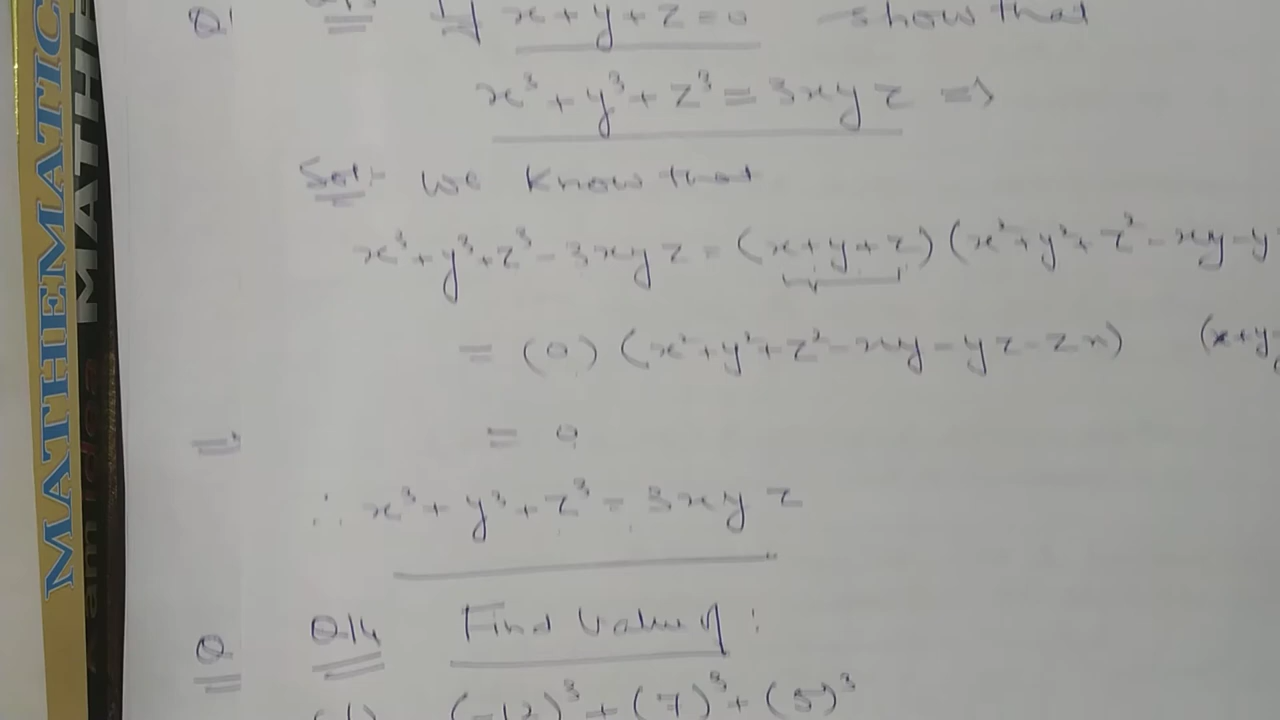 MATHEMATIC
MATHE
Q
If x+y+z=0 show that
x³+y³+z³=3xyz ⇒
Sol:- We Know that
x³+y³+z³-3xyz=(x+y+z)(x²+y²+z²-xy-y
=(0)(x²+y²+z²-xy-yz-zx) (x+y
= 0
∴ x³+y³+z³=3xyz
Q Q14 Find Value of:
(-12)³+(7)³+(5)³